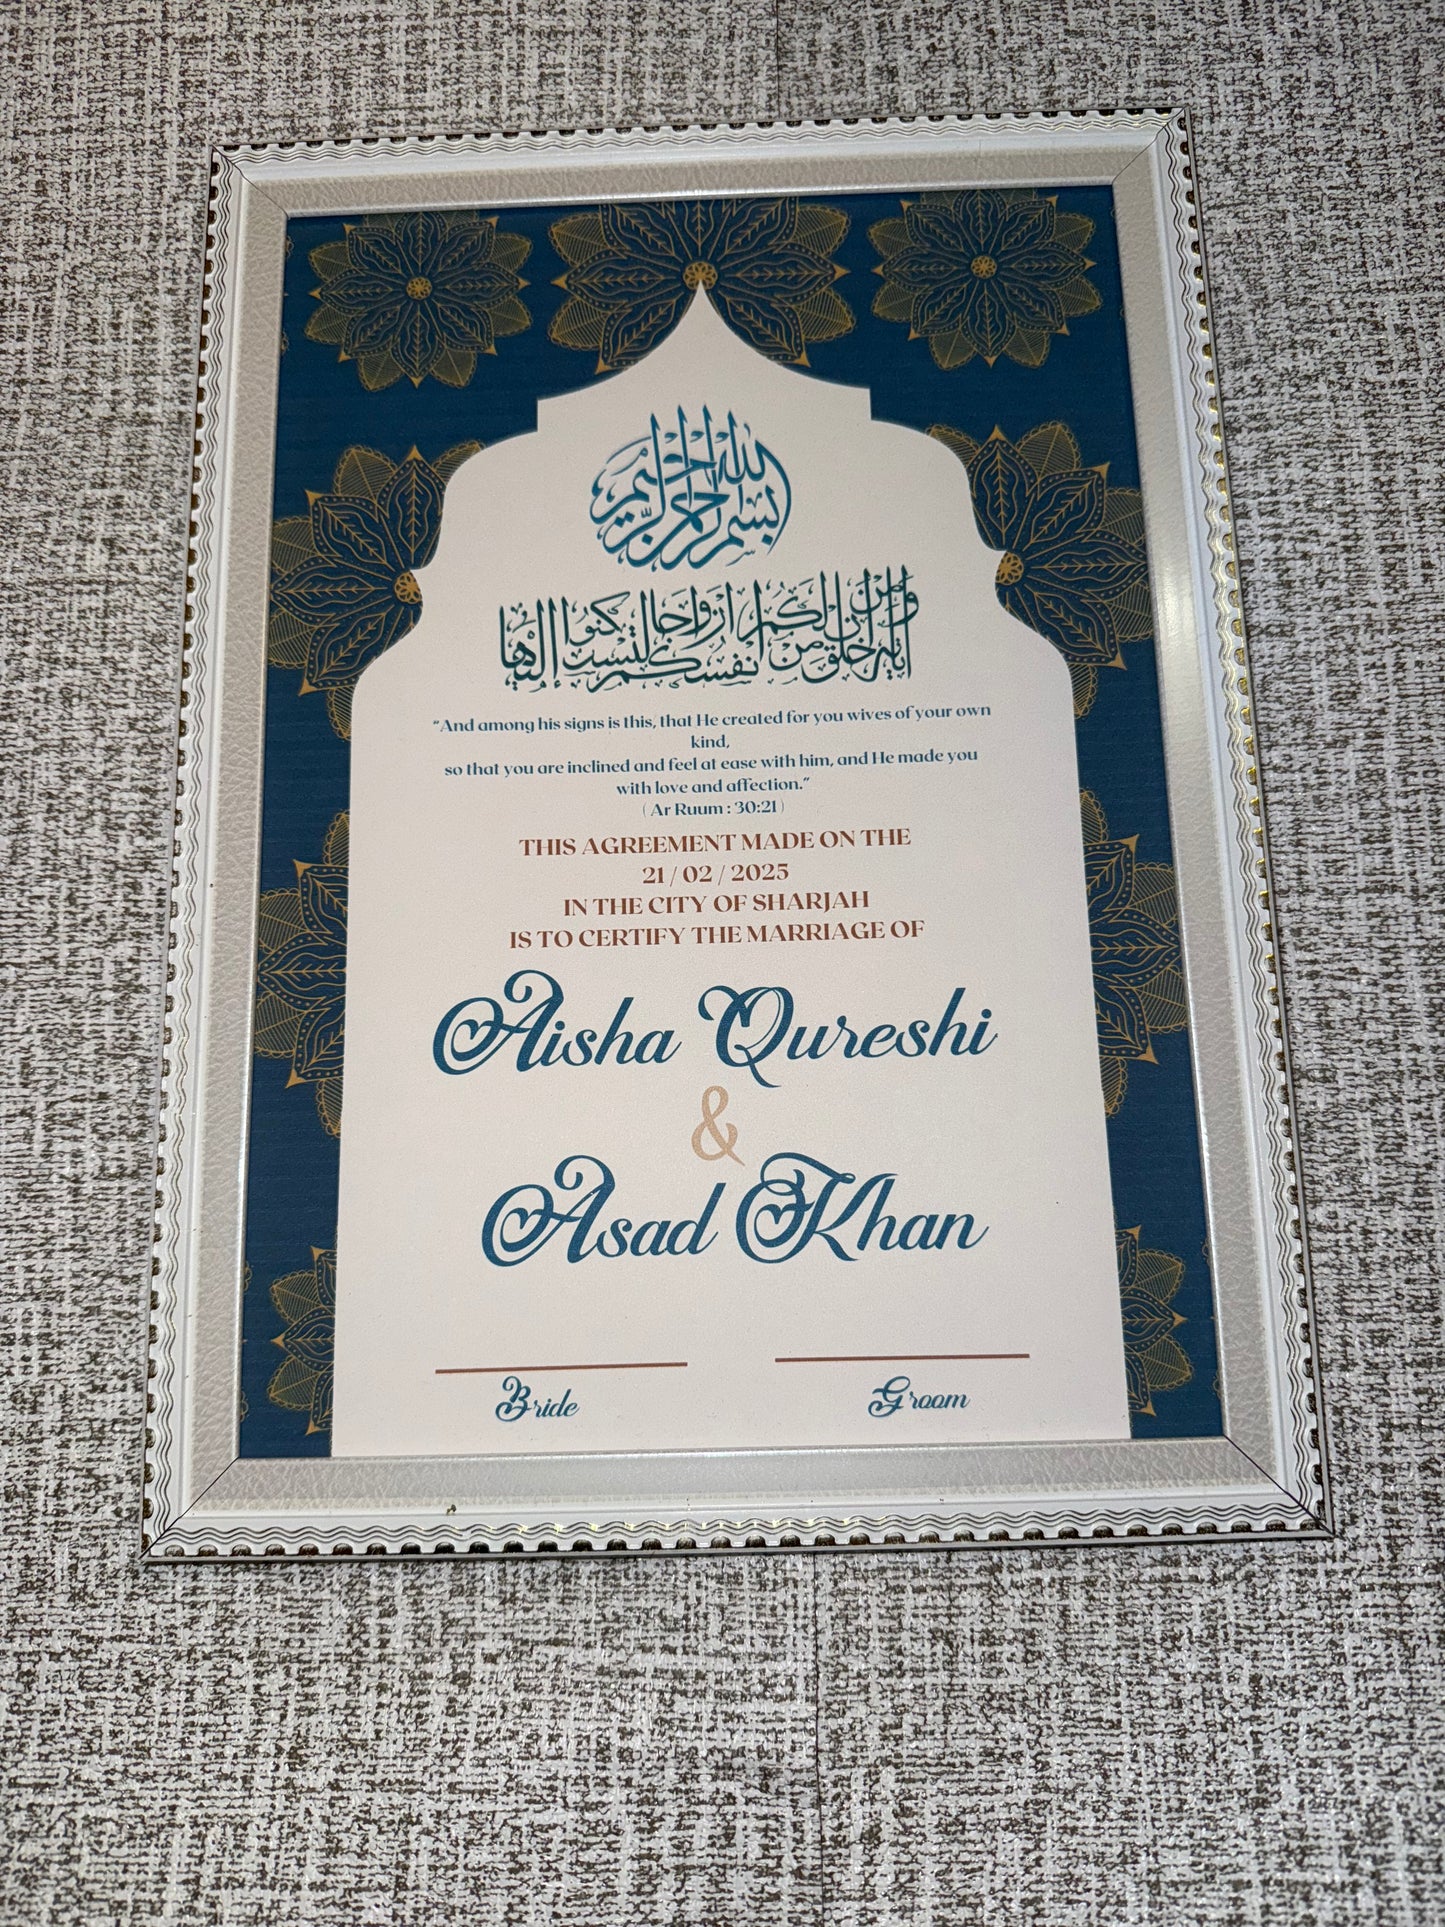 بسم الله الرحمن الرحيم
ومن آياته أن خلق لكم من أنفسكم أزواجا لتسكنوا إليها
"And among his signs is this, that He created for you wives of your own
kind,
so that you are inclined and feel at ease with him, and He made you
with love and affection."
( Ar Ruum : 30:21 )
THIS AGREEMENT MADE ON THE
21 / 02 / 2025
IN THE CITY OF SHARJAH
IS TO CERTIFY THE MARRIAGE OF
Aisha Qureshi
&
Asad Khan
Bride
Groom